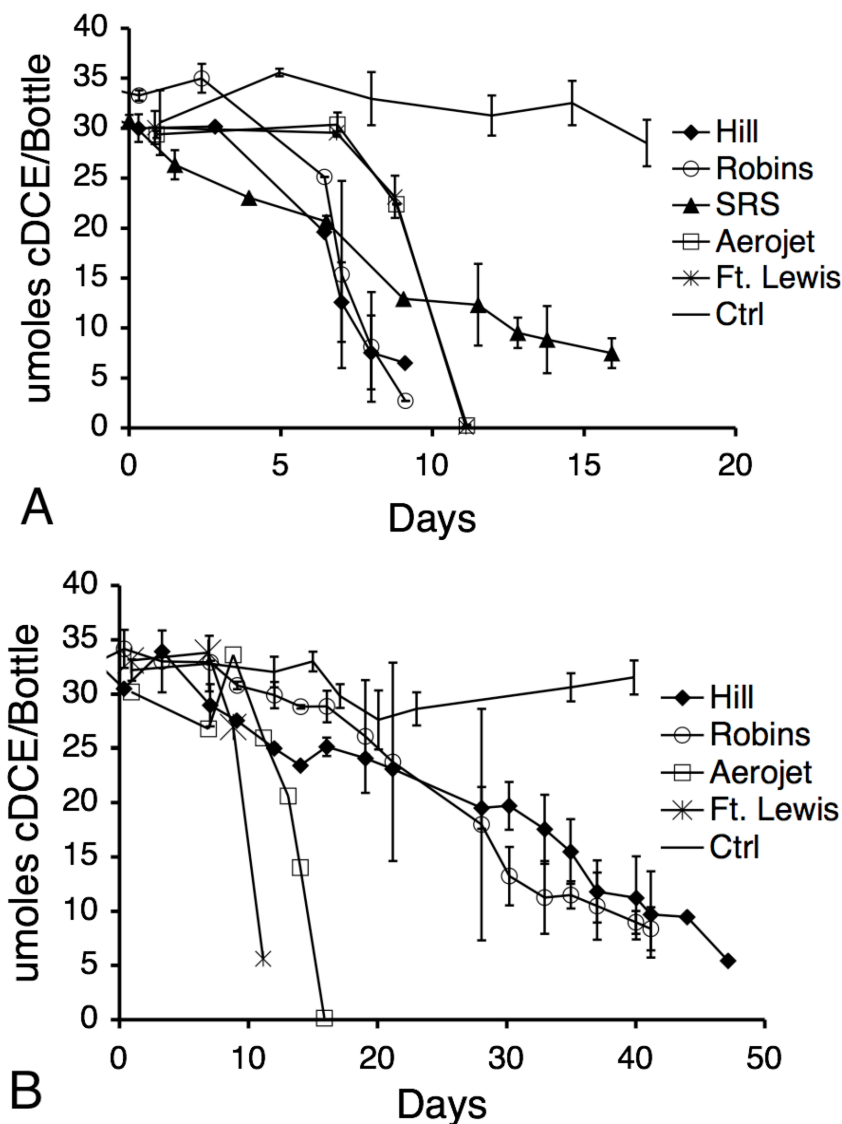 umoles cDCE/Bottle
40
35
30
25
20
15
10
5
0
0 5 10 15 20
Days
Hill
Robins
SRS
Aerojet
Ft. Lewis
Ctrl
A
umoles cDCE/Bottle
40
35
30
25
20
15
10
5
0
0 10 20 30 40 50
Days
Hill
Robins
Aerojet
Ft. Lewis
Ctrl
B